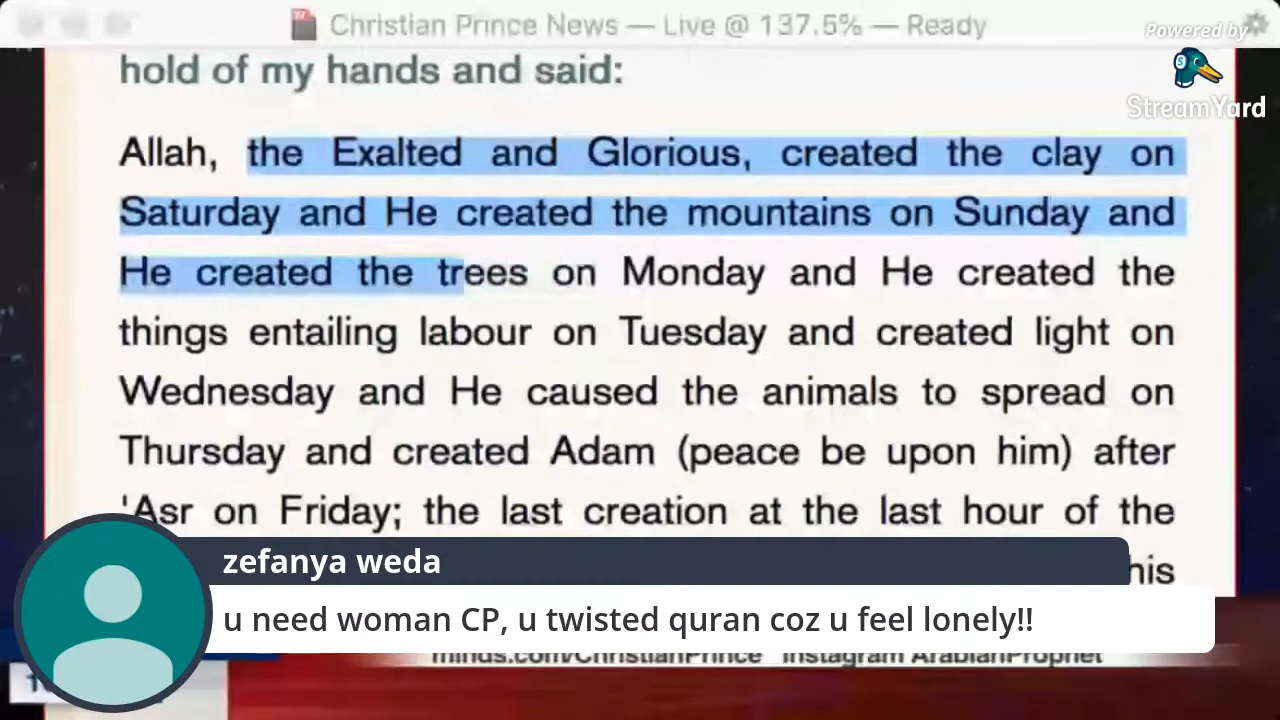 Christian Prince News — Live @ 137.5% — Ready
Powered by
StreamYard
hold of my hands and said:
Allah, the Exalted and Glorious, created the clay on
Saturday and He created the mountains on Sunday and
He created the trees on Monday and He created the
things entailing labour on Tuesday and created light on
Wednesday and He caused the animals to spread on
Thursday and created Adam (peace be upon him) after
'Asr on Friday; the last creation at the last hour of the
zefanya weda
u need woman CP, u twisted quran coz u feel lonely!!
minds.com/ChristianPrince Instagram ArabianProphet